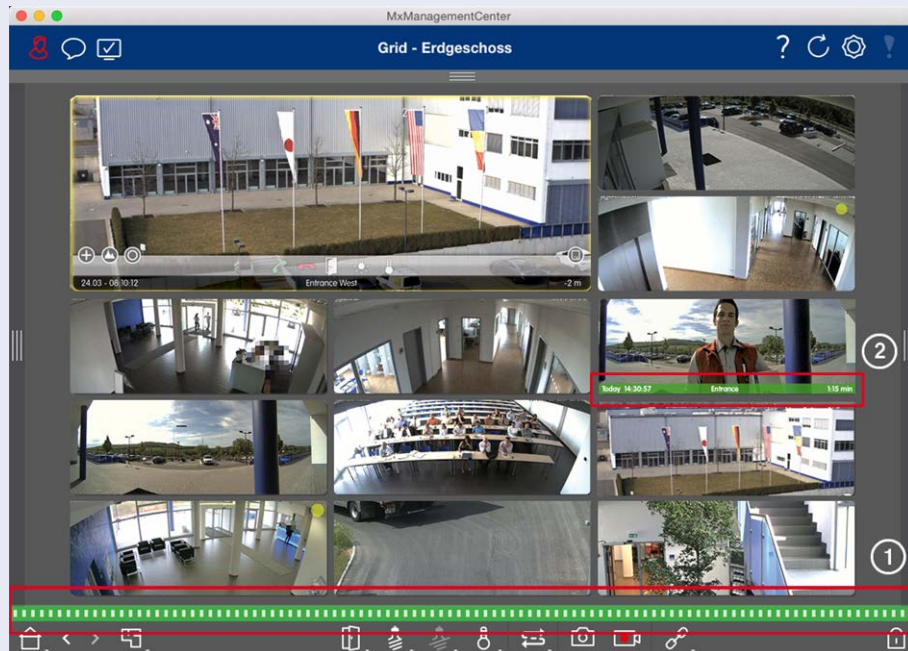 MxManagementCenter
Grid - Erdgeschoss
?
24.03 - 08:10:12 Entrance West -2 m
2
Today 14:30:57 Entrance 1:15 min
1